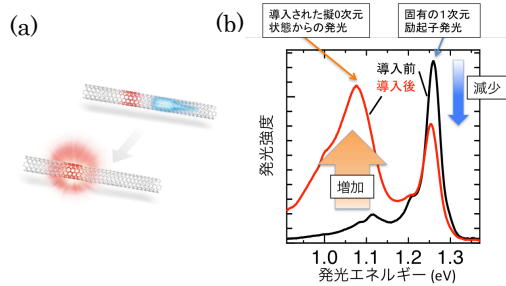 (a)
(b)
導入された擬0次元
状態からの発光
固有の1次元
励起子発光
導入前
導入後
減少
増加
発光強度
1.0
1.1
1.2
1.3
発光エネルギー(eV)